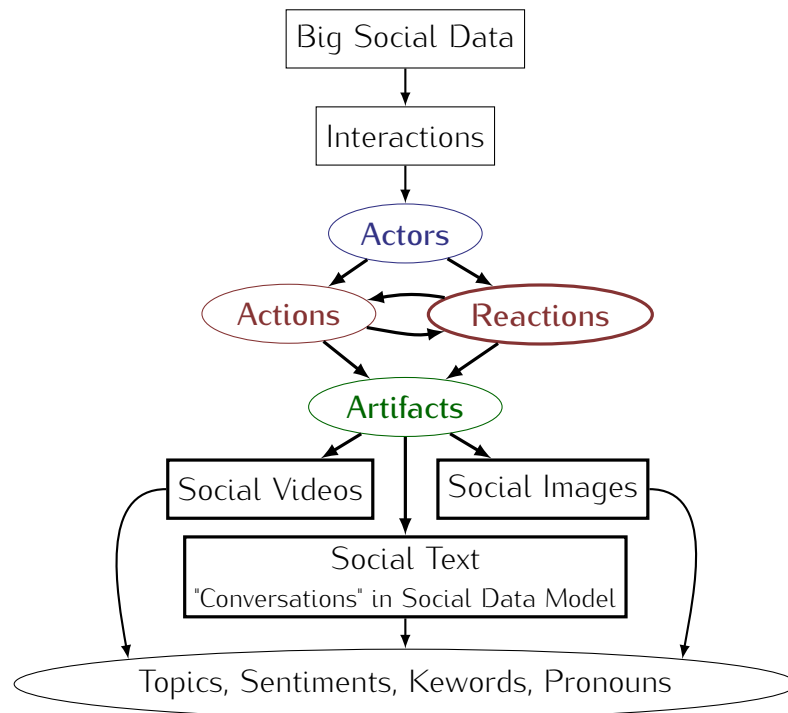 Big Social Data
Interactions
Actors
Actions
Reactions
Artifacts
Social Videos
Social Images
Social Text
"Conversations" in Social Data Model
Topics, Sentiments, Kewords, Pronouns